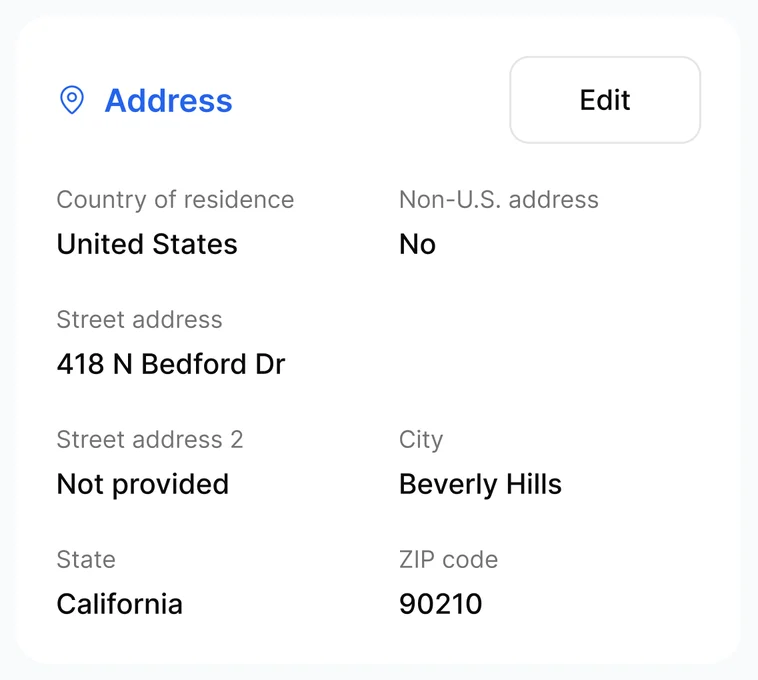 Address
Edit
Country of residence
Non-U.S. address
United States
No
Street address
418 N Bedford Dr
Street address 2
City
Not provided
Beverly Hills
State
ZIP code
California
90210